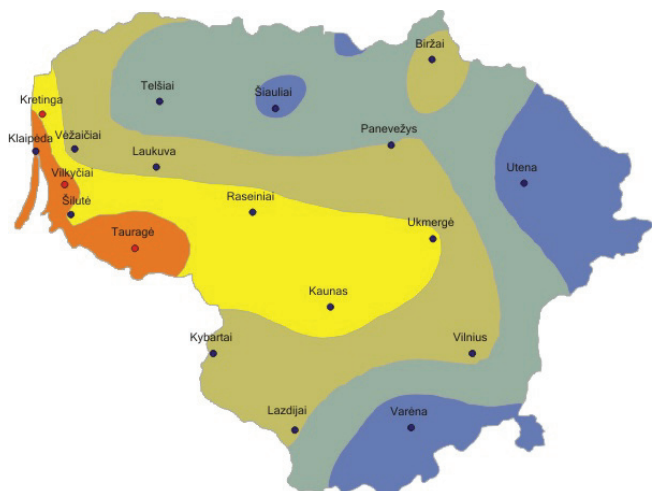 Biržai
Telšiai
Šiauliai
Kretinga
Klaipėda
Vėžaičiai
Panevėžys
Laukuva
Utena
Vilkyčiai
Šilutė
Raseiniai
Tauragė
Ukmergė
Kaunas
Kybartai
Vilnius
Lazdijai
Varėna